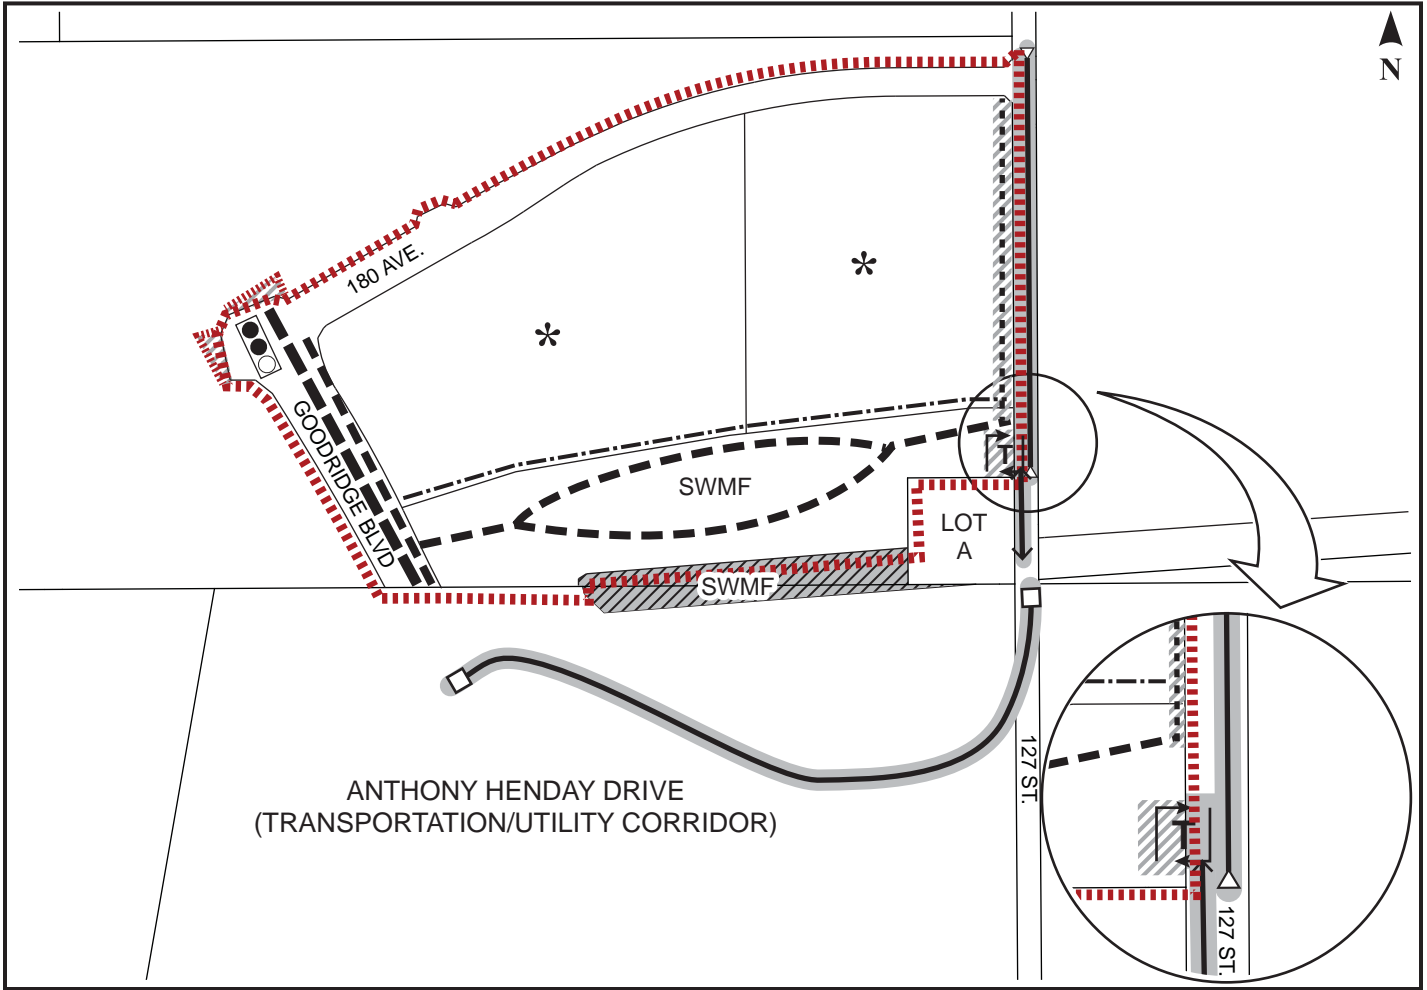 N
180 AVE.
*
*
GOODRIDGE BLVD
SWMF
T
LOT
A
SWMF
127 ST.
ANTHONY HENDAY DRIVE
(TRANSPORTATION/UTILITY CORRIDOR)
T
127 ST.